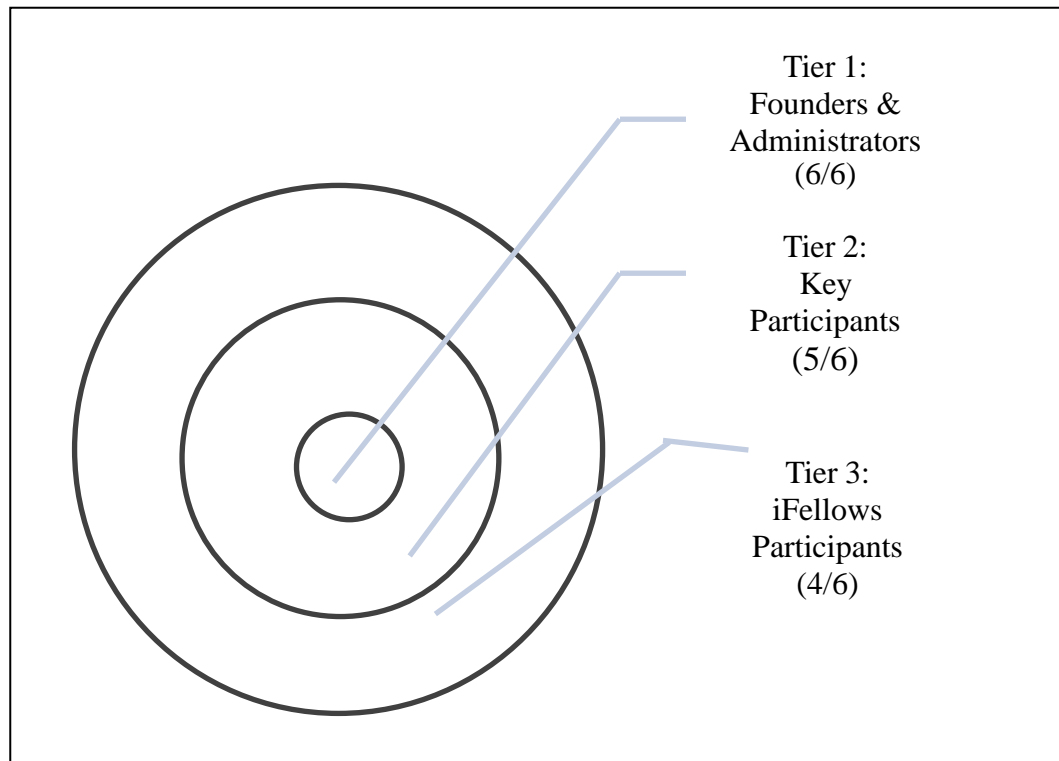 Tier 1:
Founders &
Administrators
(6/6)
Tier 2:
Key
Participants
(5/6)
Tier 3:
iFellows
Participants
(4/6)